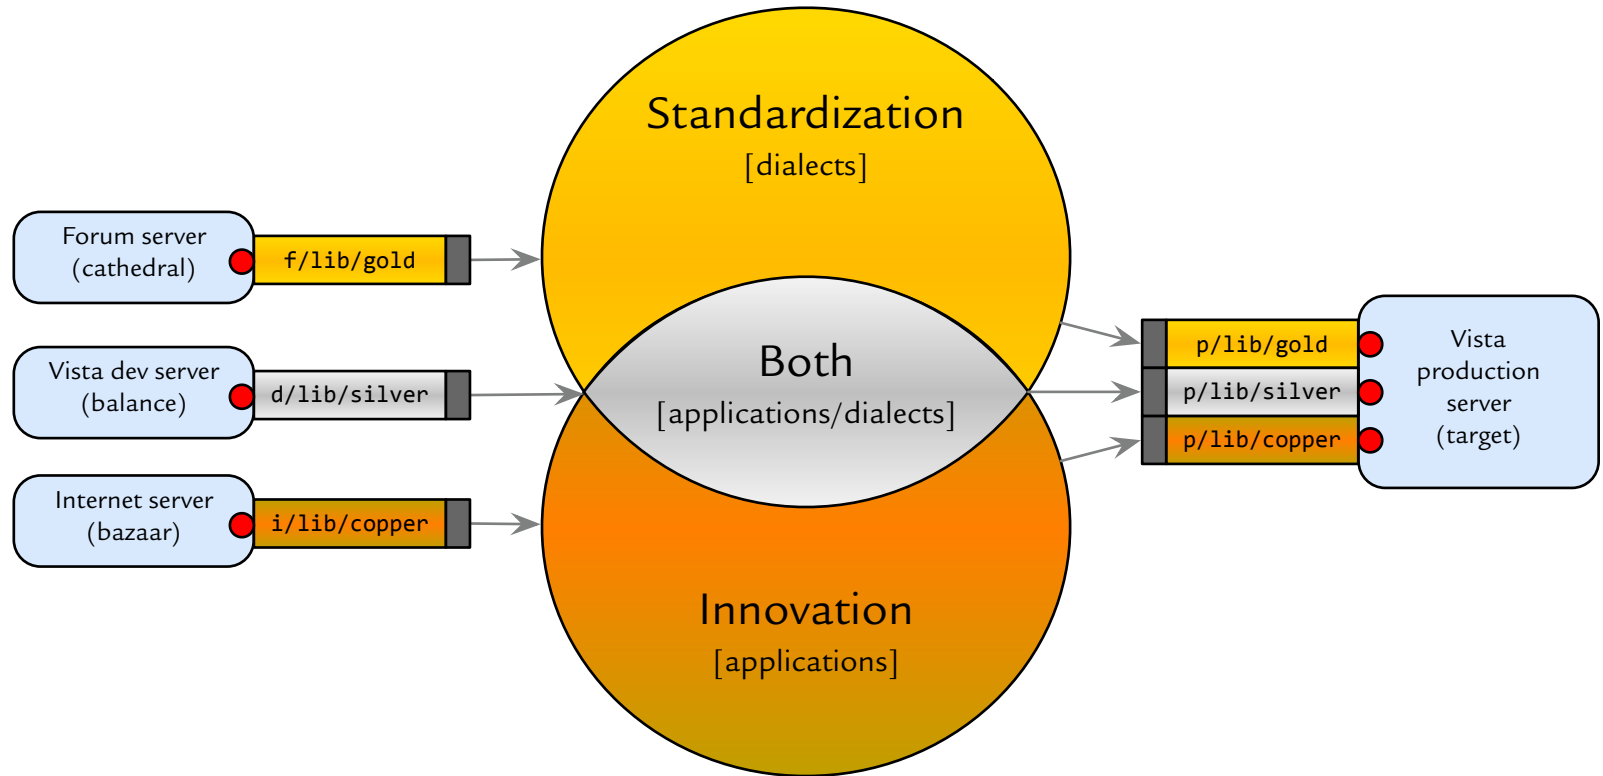 Standardization
[dialects]
Forum server
(cathedral)
f/lib/gold
Vista dev server
(balance)
d/lib/silver
Both
[applications/dialects]
p/lib/gold
p/lib/silver
p/lib/copper
Vista
production
server
(target)
Internet server
(bazaar)
i/lib/copper
Innovation
[applications]